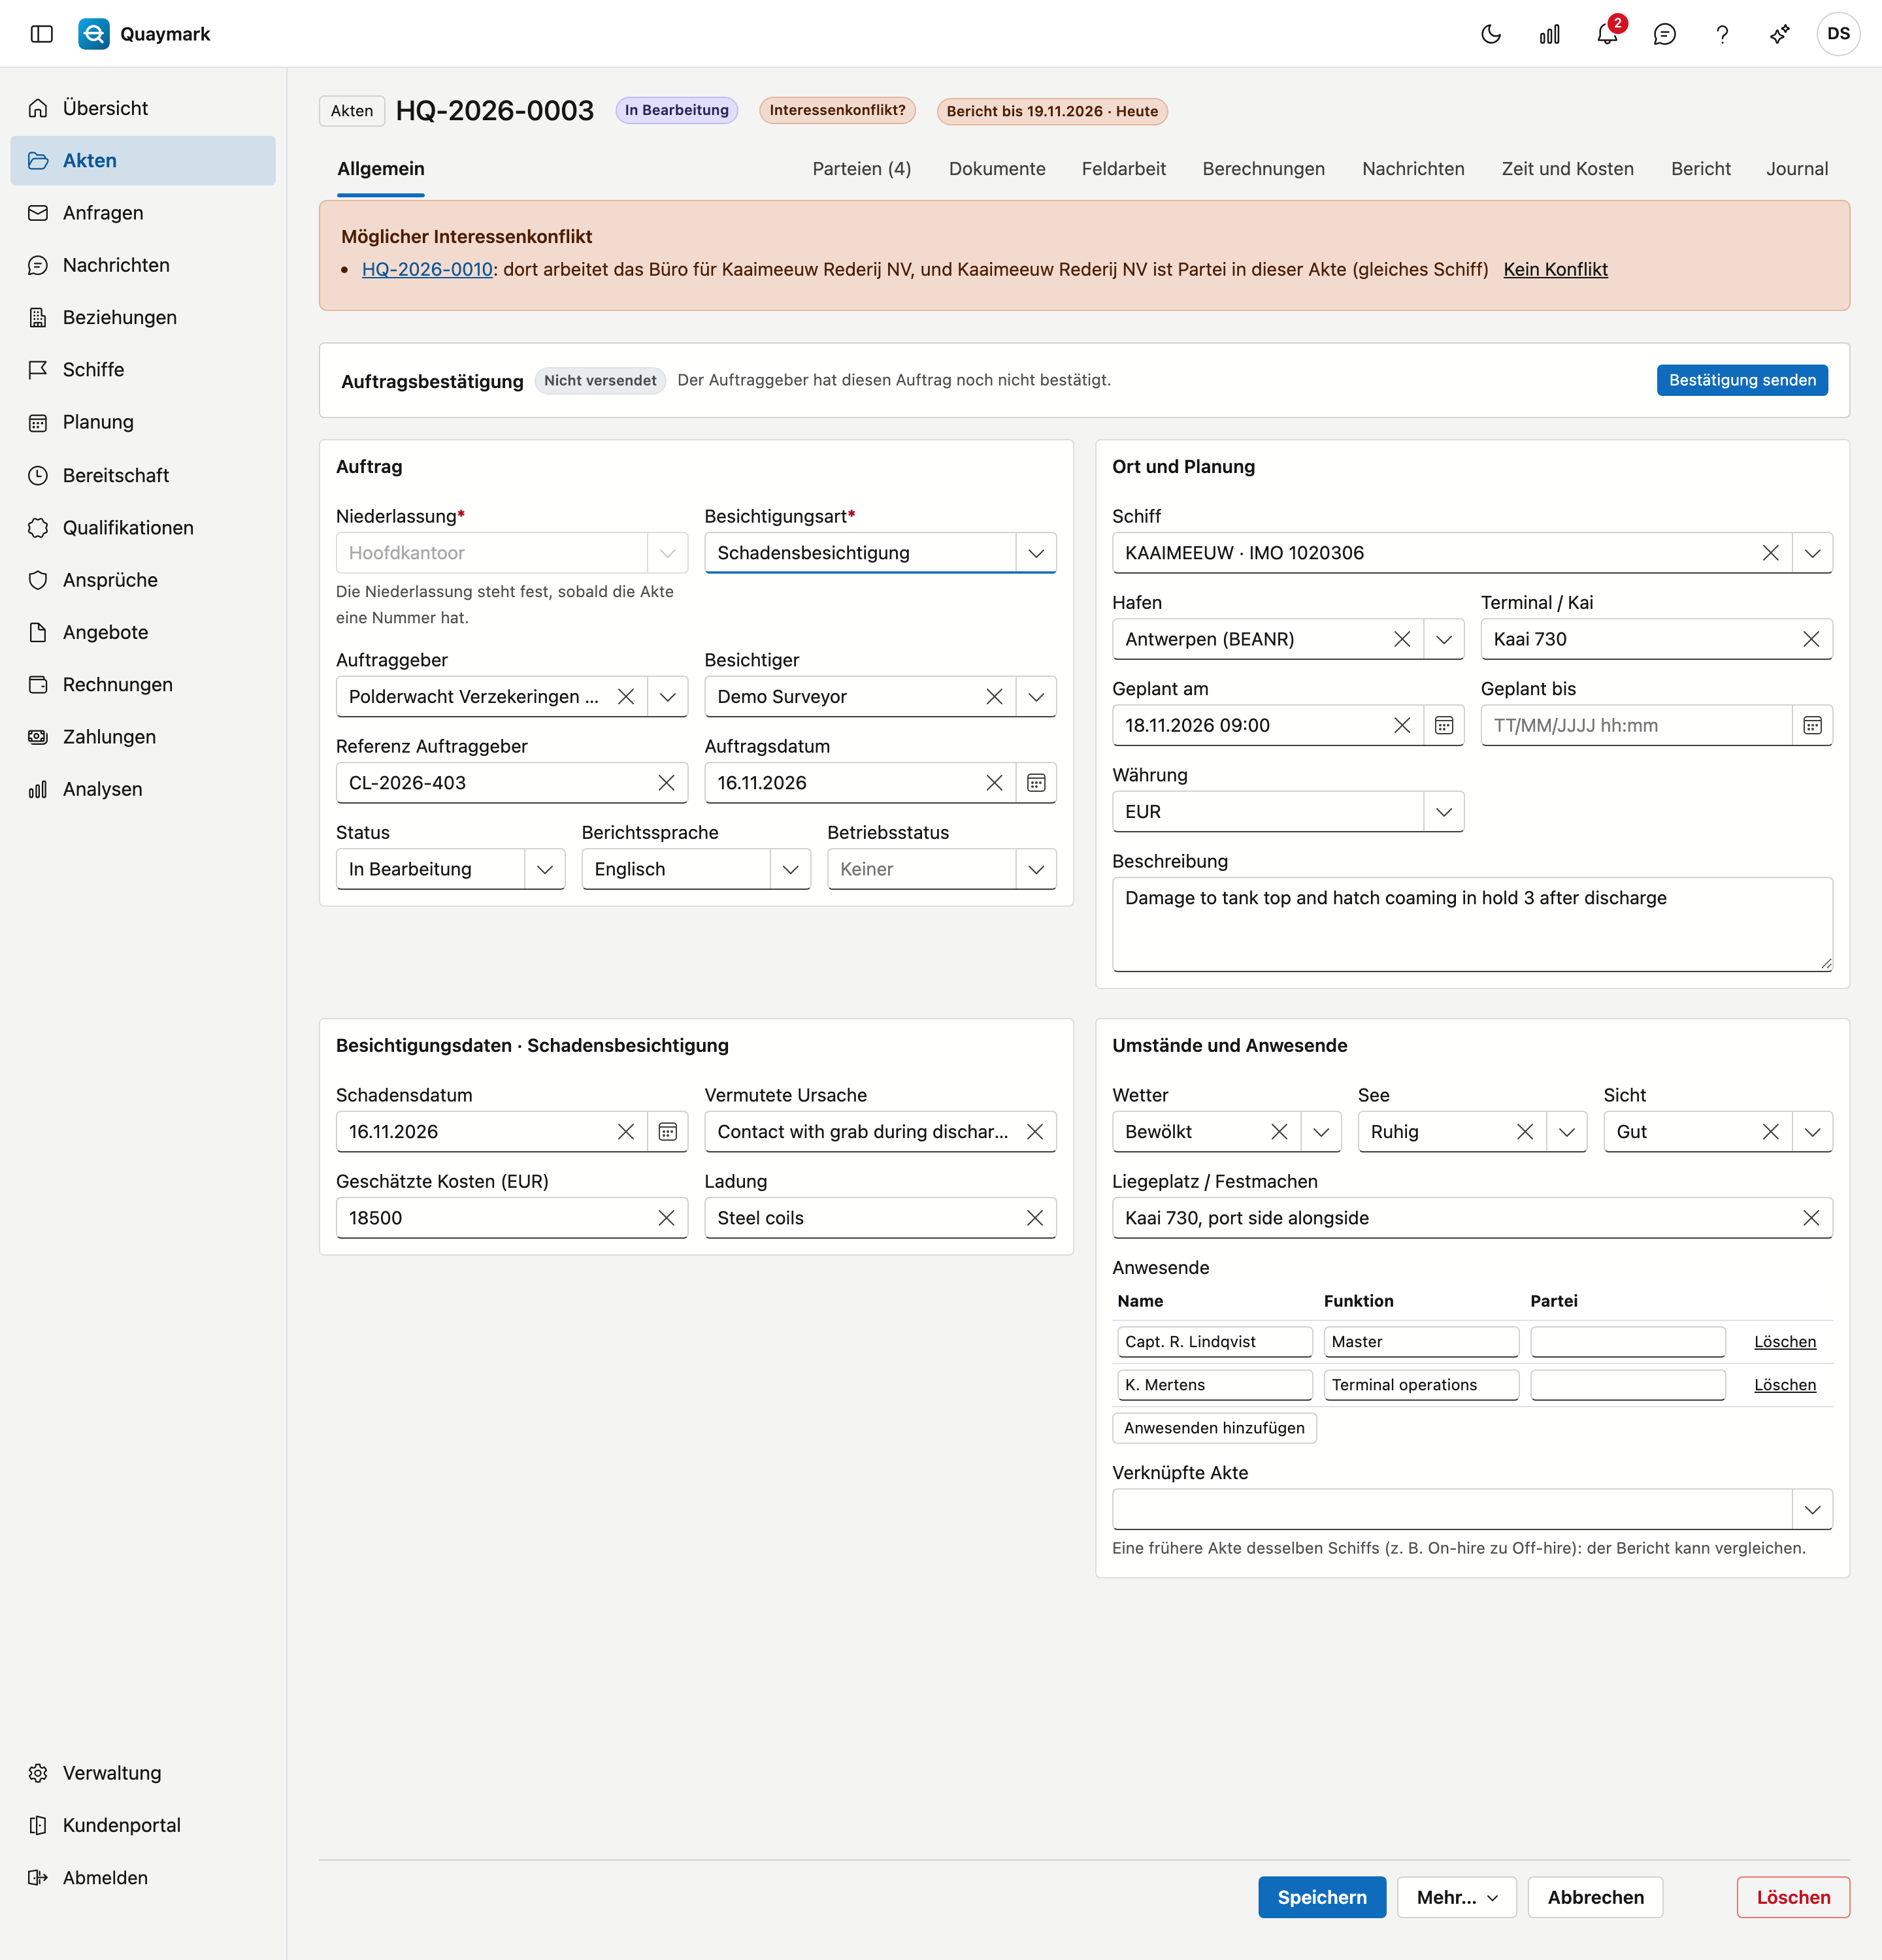 Quaymark
2
DS
Übersicht
Akten
Anfragen
Nachrichten
Beziehungen
Schiffe
Planung
Bereitschaft
Qualifikationen
Ansprüche
Angebote
Rechnungen
Zahlungen
Analysen
Verwaltung
Kundenportal
Abmelden
Akten HQ-2026-0003 In Bearbeitung Interessenkonflikt? Bericht bis 19.11.2026 · Heute
Allgemein Parteien (4) Dokumente Feldarbeit Berechnungen Nachrichten Zeit und Kosten Bericht Journal
Möglicher Interessenkonflikt
• HQ-2026-0010: dort arbeitet das Büro für Kaaimeeuw Rederij NV, und Kaaimeeuw Rederij NV ist Partei in dieser Akte (gleiches Schiff) Kein Konflikt
Auftragsbestätigung Nicht versendet Der Auftraggeber hat diesen Auftrag noch nicht bestätigt. Bestätigung senden
Auftrag
Niederlassung* Besichtigungsart*
Hoofdkantoor Schadensbesichtigung
Die Niederlassung steht fest, sobald die Akte
eine Nummer hat.
Auftraggeber Besichtiger
Polderwacht Verzekeringen ... Demo Surveyor
Referenz Auftraggeber Auftragsdatum
CL-2026-403 16.11.2026
Status Berichtssprache Betriebsstatus
In Bearbeitung Englisch Keiner
Ort und Planung
Schiff
KAAIMEEUW · IMO 1020306
Hafen Terminal / Kai
Antwerpen (BEANR) Kaai 730
Geplant am Geplant bis
18.11.2026 09:00 TT/MM/JJJJ hh:mm
Währung
EUR
Beschreibung
Damage to tank top and hatch coaming in hold 3 after discharge
Besichtigungsdaten · Schadensbesichtigung
Schadensdatum Vermutete Ursache
16.11.2026 Contact with grab during dischar...
Geschätzte Kosten (EUR) Ladung
18500 Steel coils
Umstände und Anwesende
Wetter See Sicht
Bewölkt Ruhig Gut
Liegeplatz / Festmachen
Kaai 730, port side alongside
Anwesende
Name Funktion Partei
Capt. R. Lindqvist Master Löschen
K. Mertens Terminal operations Löschen
Anwesenden hinzufügen
Verknüpfte Akte
Eine frühere Akte desselben Schiffs (z. B. On-hire zu Off-hire): der Bericht kann vergleichen.
Speichern Mehr... Abbrechen Löschen